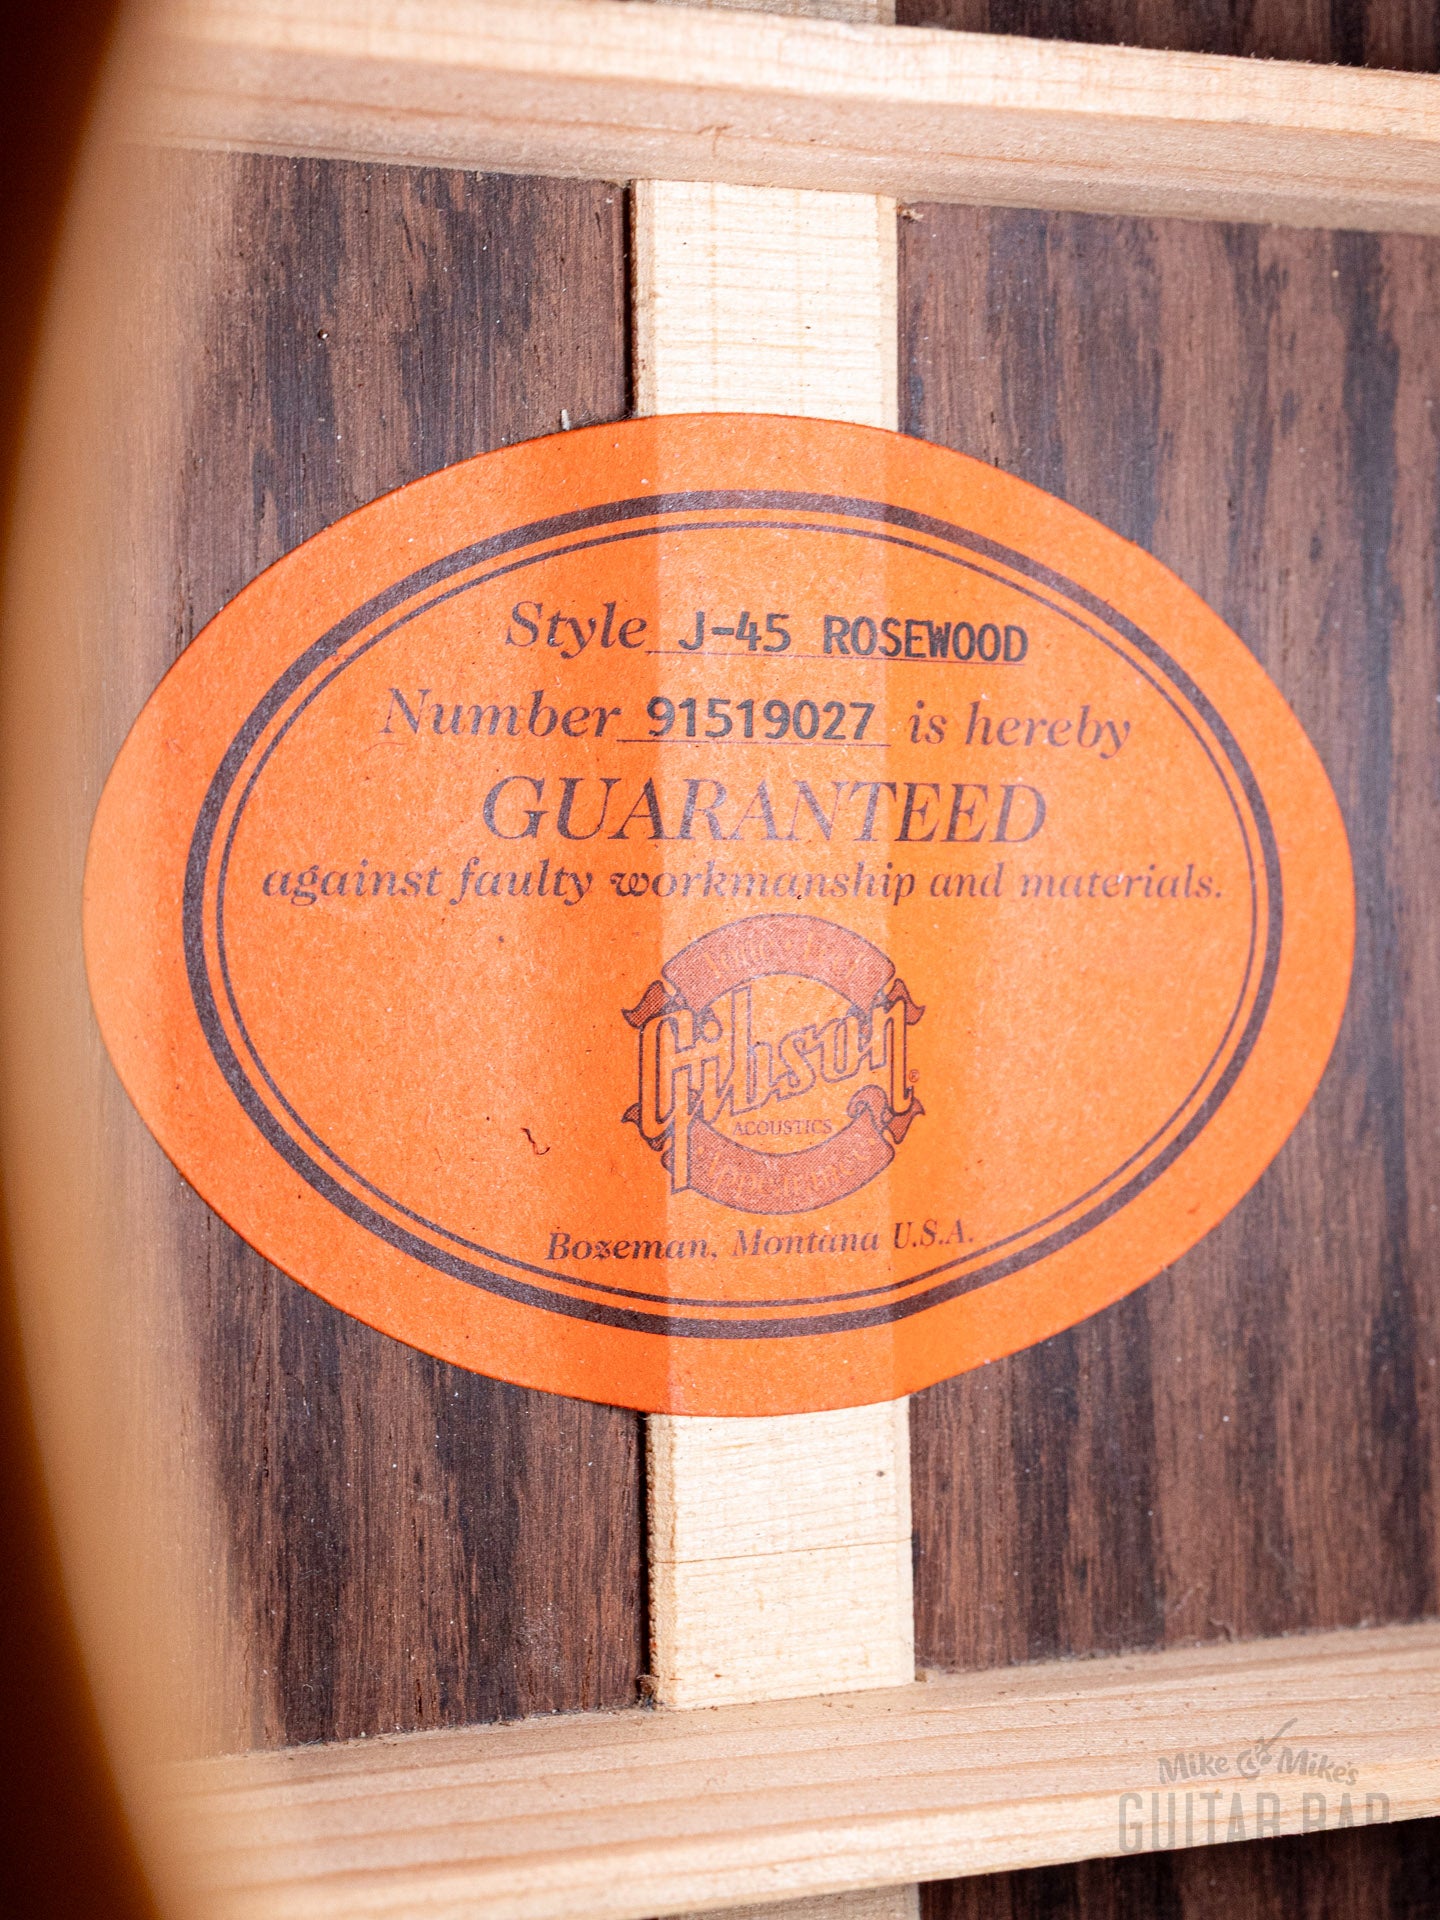 Style J-45 ROSEWOOD
Number 91519027 is hereby
GUARANTEED
against faulty workmanship and materials.
Gibson
®
ACOUSTICS
Bozeman, Montana U.S.A.
Mike & Mike's
GUITAR BAR